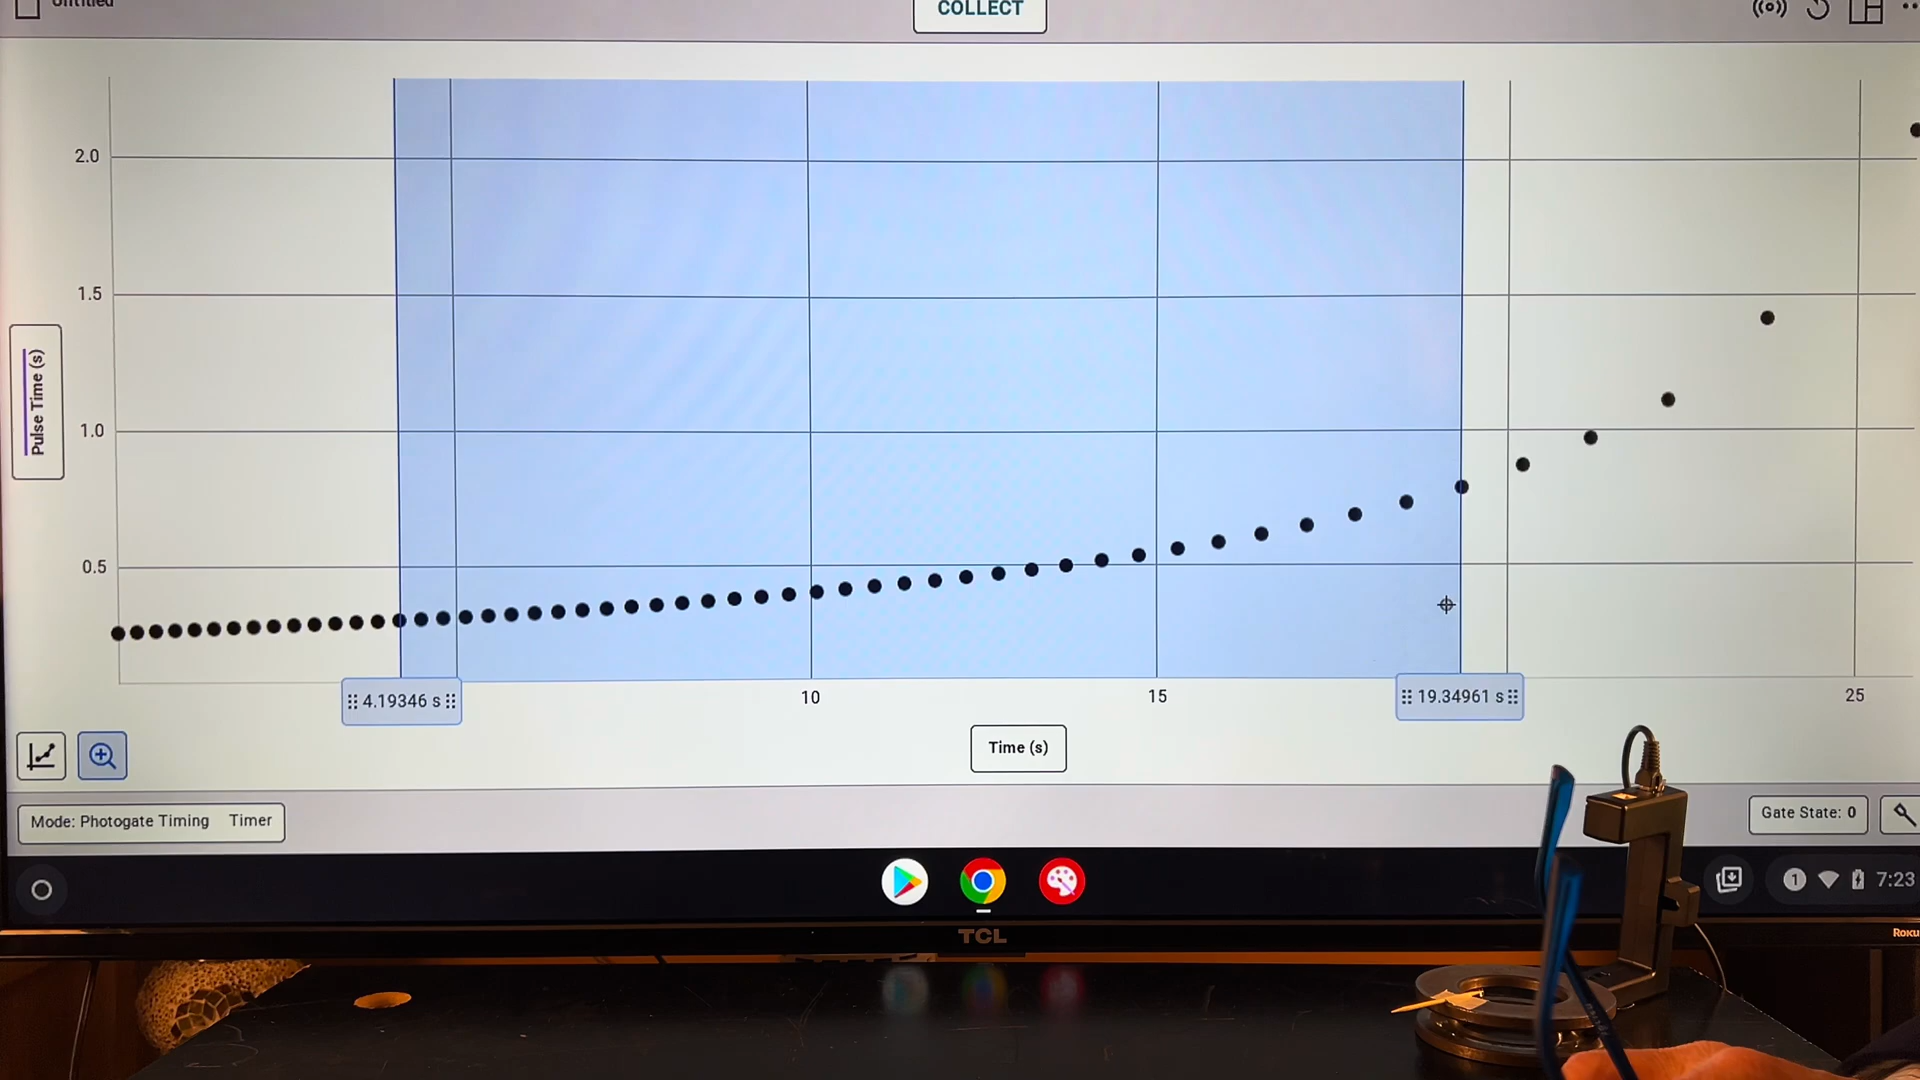 Untitled
COLLECT
2.0
1.5
1.0
0.5
Pulse Time (s)
4.19346 s
10
15
19.34961 s
25
Time (s)
Mode: Photogate Timing Timer
Gate State: 0
1
7:23
TCL
Roku